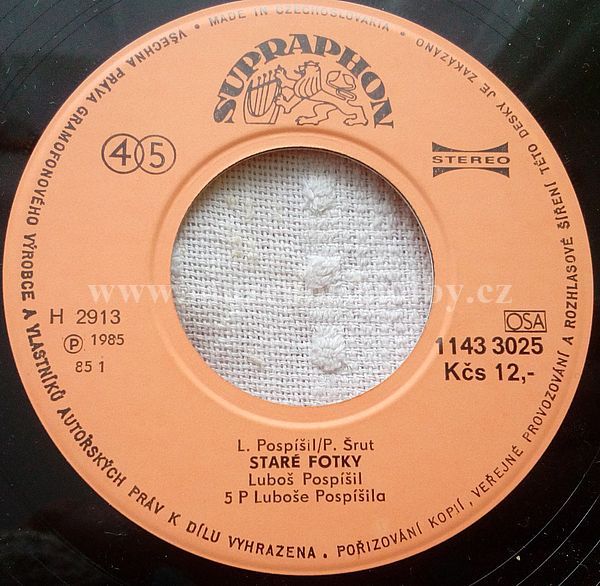 MADE IN CZECHOSLOVAKIA
SUPRAPHON
45
STEREO
H 2913
℗ 1985
85 1
OSA
1143 3025
Kčs 12,-
L. Pospíšil/P. Šrut
STARÉ FOTKY
Luboš Pospíšil
5 P Luboše Pospíšila
VŠECHNA PRÁVA GRAMOFONOVÉHO VÝROBCE A VLASTNÍKŮ AUTORSKÝCH PRÁV K DÍLU VYHRAZENA. POŘIZOVÁNÍ KOPIÍ, VEŘEJNÉ PROVOZOVÁNÍ A ROZHLASOVÉ ŠÍŘENÍ TÉTO DESKY JE ZAKÁZÁNO